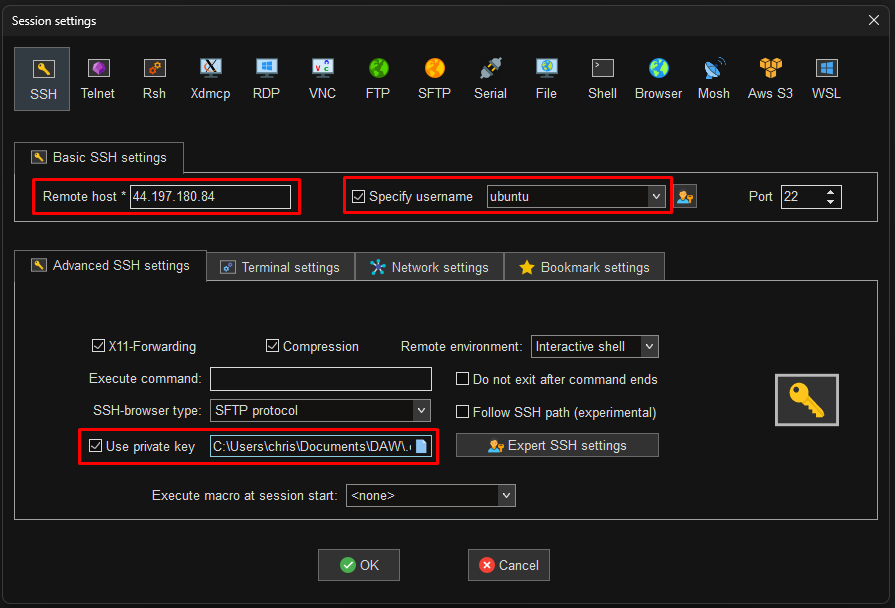 Session settings
SSH Telnet Rsh Xdmcp RDP VNC FTP SFTP Serial File Shell Browser Mosh Aws S3 WSL
Basic SSH settings
Remote host * 44.197.180.84 Specify username ubuntu Port 22
Advanced SSH settings Terminal settings Network settings Bookmark settings
X11-Forwarding Compression Remote environment: Interactive shell
Execute command: Do not exit after command ends
SSH-browser type: SFTP protocol Follow SSH path (experimental)
Use private key C:\Users\chris\Documents\DAW\. Expert SSH settings
Execute macro at session start: <none>
OK Cancel